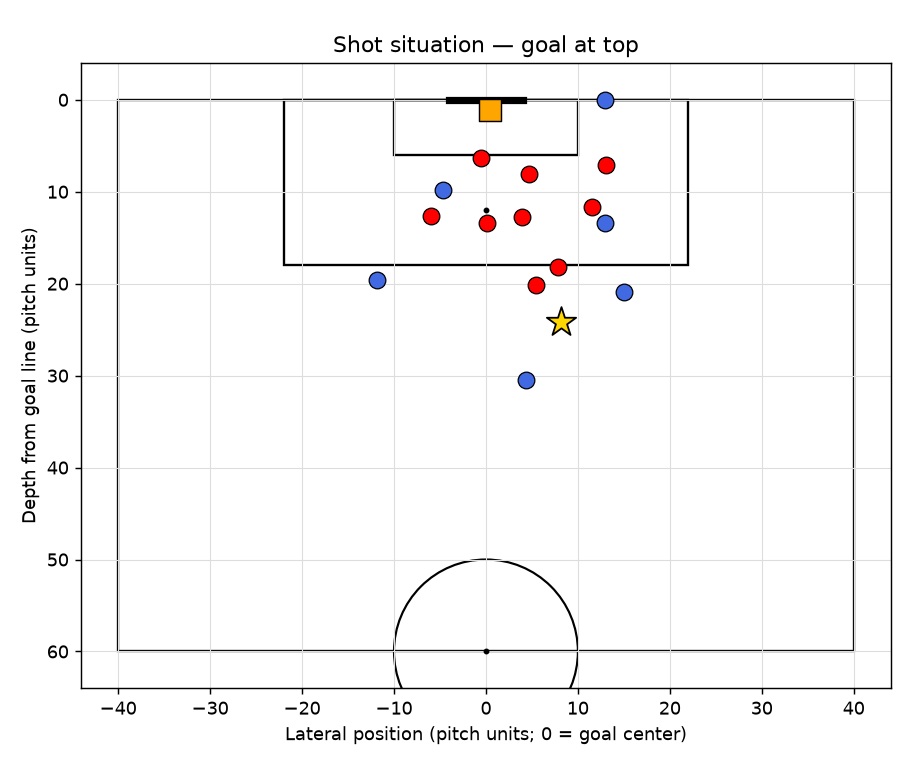 Shot situation — goal at top
Depth from goal line (pitch units)
0
10
20
30
40
50
60
−40 −30 −20 −10 0 10 20 30 40
Lateral position (pitch units; 0 = goal center)